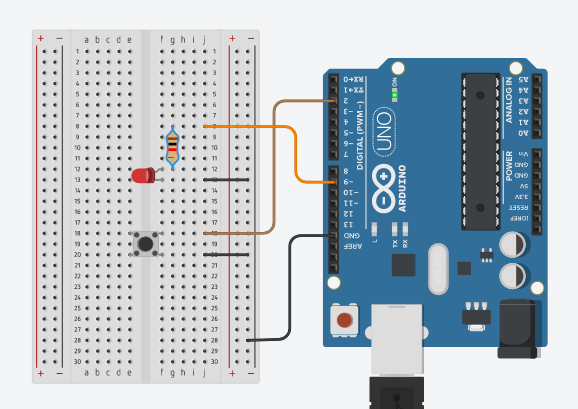 + − a b c d e f g h i j + −
1 1
2 2
3 3
4 4
5 5
6 6
7 7
8 8
9 9
10 10
11 11
12 12
13 13
14 14
15 15
16 16
17 17
18 18
19 19
20 20
21 21
22 22
23 23
24 24
25 25
26 26
27 27
28 28
29 29
30 30
+ − a b c d e f g h i j + −
RX←0
TX→1
2
~3
4
~5
~6
7
8
~9
~10
~11
12
13
GND
AREF
DIGITAL (PWM~)
ON
UNO
ARDUINO
L
TX
RX
ANALOG IN
A5
A4
A3
A2
A1
A0
POWER
Vin
GND
GND
5V
3.3V
RESET
IOREF